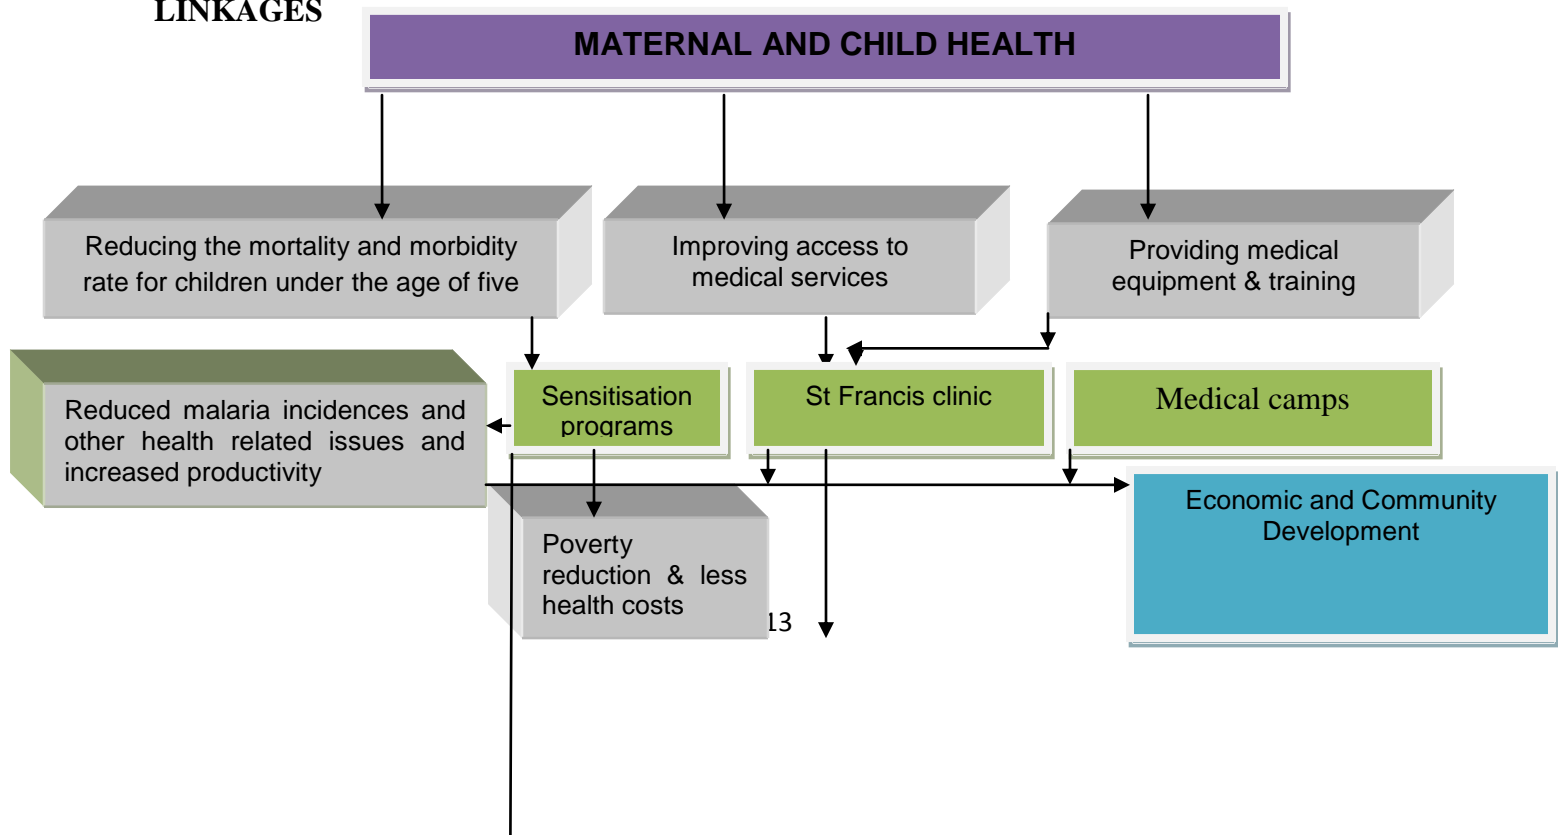 LINKAGES
MATERNAL AND CHILD HEALTH
Reducing the mortality and morbidity
rate for children under the age of five
Improving access to
medical services
Providing medical
equipment & training
Reduced malaria incidences and
other health related issues and
increased productivity
Sensitisation
programs
St Francis clinic
Medical camps
Economic and Community
Development
Poverty
reduction & less
health costs
13